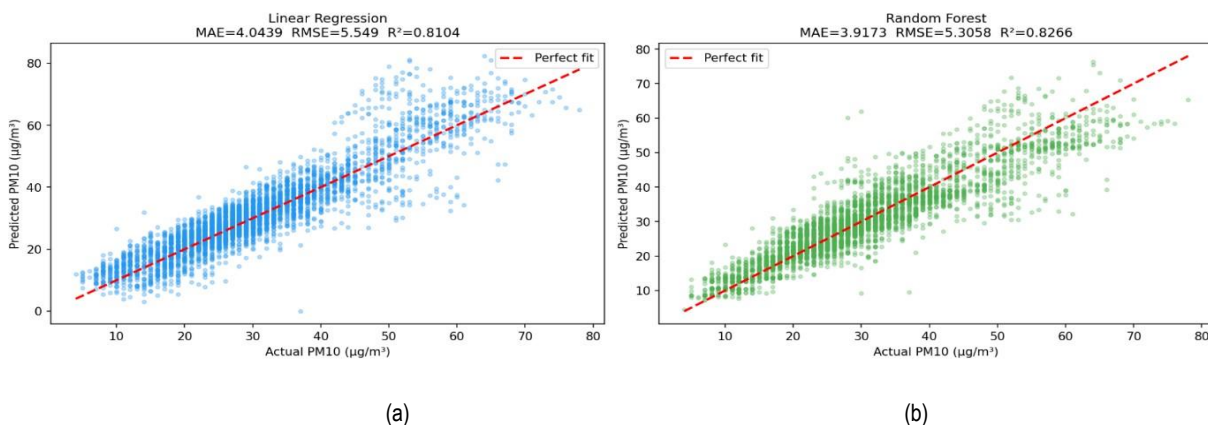 Linear Regression
MAE=4.0439 RMSE=5.549 R²=0.8104
Perfect fit
Predicted PM10 (µg/m³)
80
60
40
20
0
10 20 30 40 50 60 70 80
Actual PM10 (µg/m³)
(a)
Random Forest
MAE=3.9173 RMSE=5.3058 R²=0.8266
Perfect fit
Predicted PM10 (µg/m³)
80
70
60
50
40
30
20
10
10 20 30 40 50 60 70 80
Actual PM10 (µg/m³)
(b)